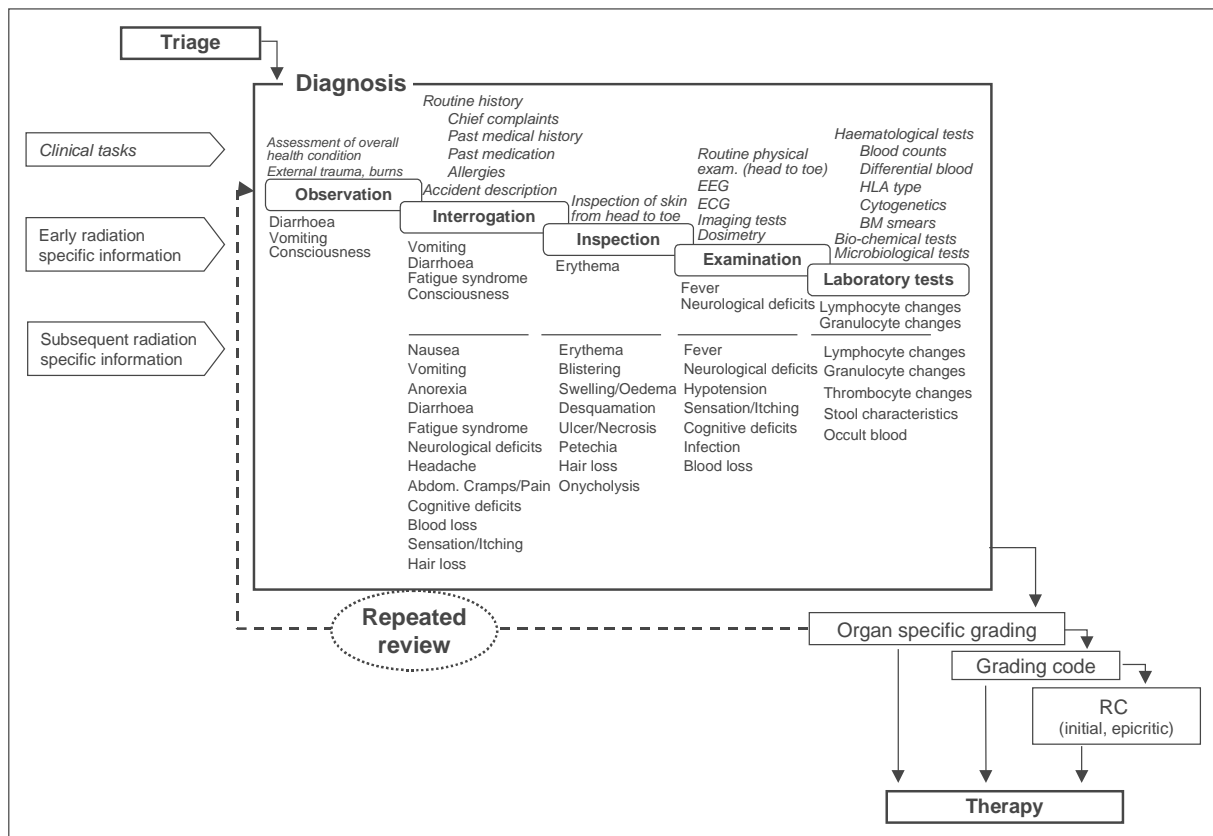 Triage
Diagnosis
Clinical tasks
Early radiation
specific information
Subsequent radiation
specific information
Assessment of overall
health condition
External trauma, burns
Observation
Diarrhoea
Vomiting
Consciousness
Routine history
Chief complaints
Past medical history
Past medication
Allergies
Accident description
Interrogation
Vomiting
Diarrhoea
Fatigue syndrome
Consciousness
Nausea
Vomiting
Anorexia
Diarrhoea
Fatigue syndrome
Neurological deficits
Headache
Abdom. Cramps/Pain
Cognitive deficits
Blood loss
Sensation/Itching
Hair loss
Inspection of skin
from head to toe
Inspection
Erythema
Erythema
Blistering
Swelling/Oedema
Desquamation
Ulcer/Necrosis
Petechia
Hair loss
Onycholysis
Routine physical
exam. (head to toe)
EEG
ECG
Imaging tests
Dosimetry
Examination
Fever
Neurological deficits
Fever
Neurological deficits
Hypotension
Sensation/Itching
Cognitive deficits
Infection
Blood loss
Haematological tests
Blood counts
Differential blood
HLA type
Cytogenetics
BM smears
Bio-chemical tests
Microbiological tests
Laboratory tests
Lymphocyte changes
Granulocyte changes
Lymphocyte changes
Granulocyte changes
Thrombocyte changes
Stool characteristics
Occult blood
Repeated
review
Organ specific grading
Grading code
RC
(initial, epicritic)
Therapy